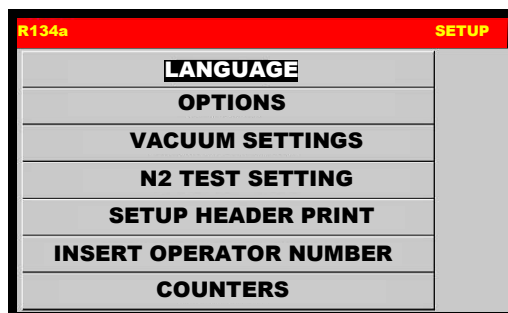 R134a SETUP
LANGUAGE
OPTIONS
VACUUM SETTINGS
N2 TEST SETTING
SETUP HEADER PRINT
INSERT OPERATOR NUMBER
COUNTERS